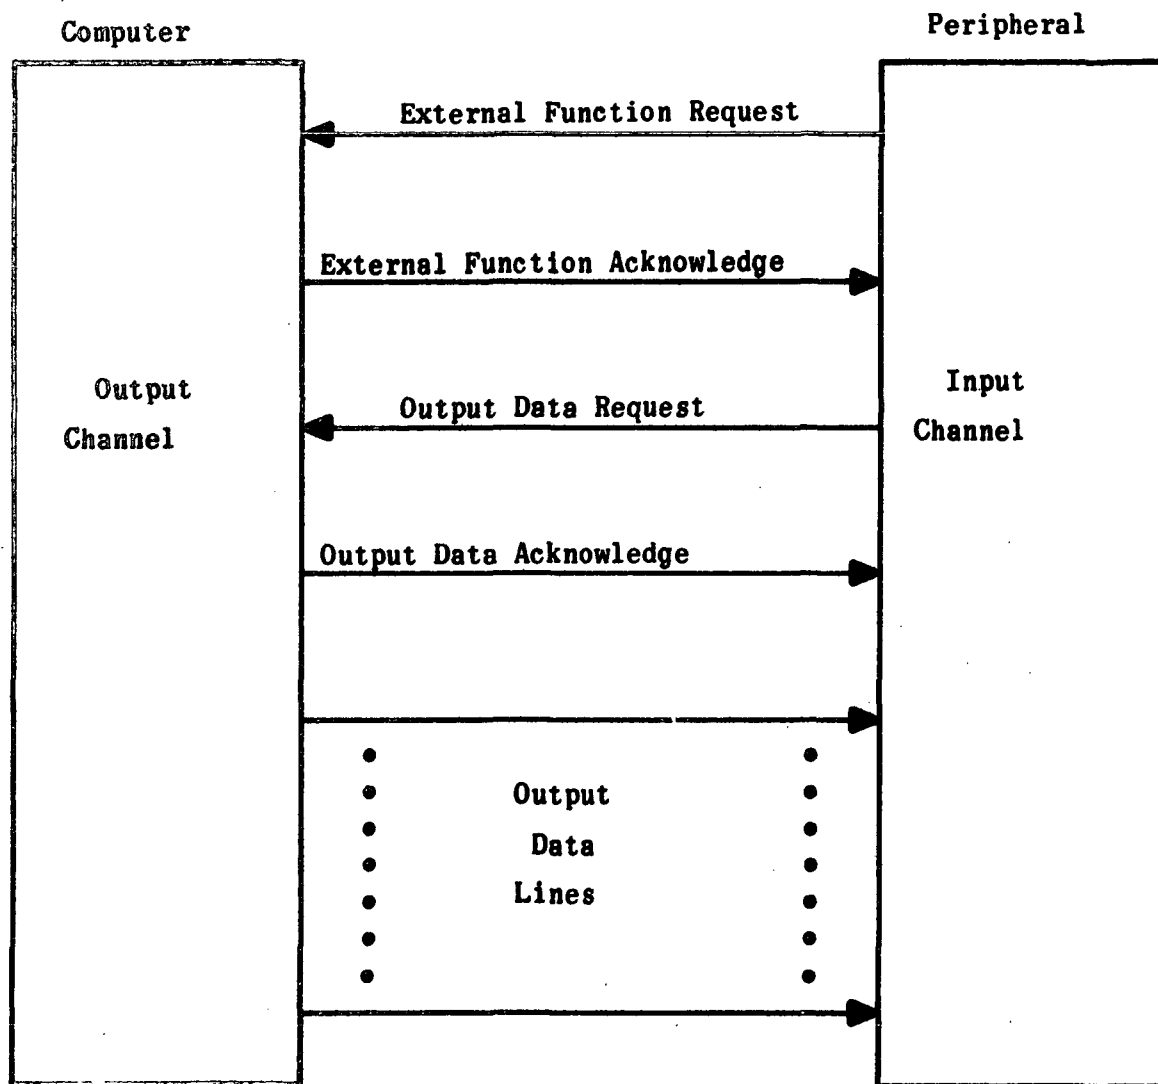 Computer
Peripheral
External Function Request
External Function Acknowledge
Output
Channel
Input
Channel
Output Data Request
Output Data Acknowledge
Output
Data
Lines